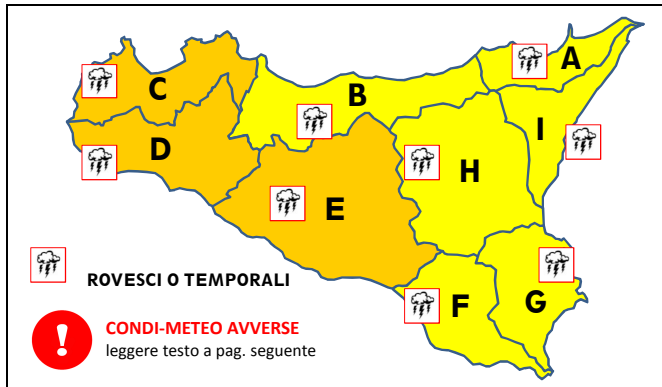 A
C
B
I
D
H
E
ROVESCI O TEMPORALI
F
G
CONDI-METEO AVVERSE
leggere testo a pag. seguente
!